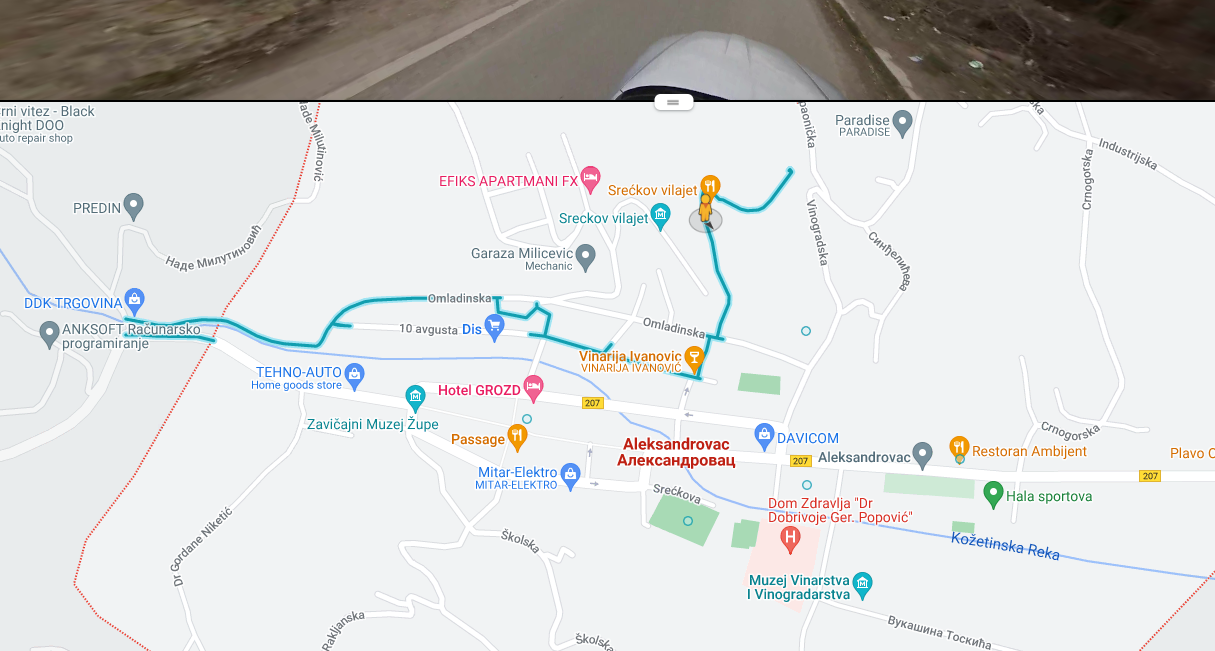 rni vitez - Black
night DOO
uto repair shop
Наде Милутиновић
Paradise
PARADISE
Industrijska
Crnogorska
EFIKS APARTMANI FX
Srećkov vilajet
PREDIN
Sreckov vilajet
Vinogradska
Синђелићева
Наде Милутиновић
Garaza Milicevic
Mechanic
DDK TRGOVINA
Omladinska
ANKSOFT Računarsko
programiranje
10 avgusta
Dis
Omladinska
Vinarija Ivanovic
VINARIJA IVANOVIĆ
TEHNO-AUTO
Home goods store
Hotel GROZD
207
Zavičajni Muzej Župe
Passage
Aleksandrovac
Александровац
DAVICOM
207
Aleksandrovac
Restoran Ambijent
Crnogorska
Plavo
207
Mitar-Elektro
MITAR-ELEKTRO
Srećkova
Hala sportova
Dom Zdravlja "Dr
Dobrivoje Ger. Popović"
H
Kožetinska Reka
Dr Gordane Niketić
Školska
Muzej Vinarstva
I Vinogradarstva
Rakljanska
Školska
Вукашина Тоскића